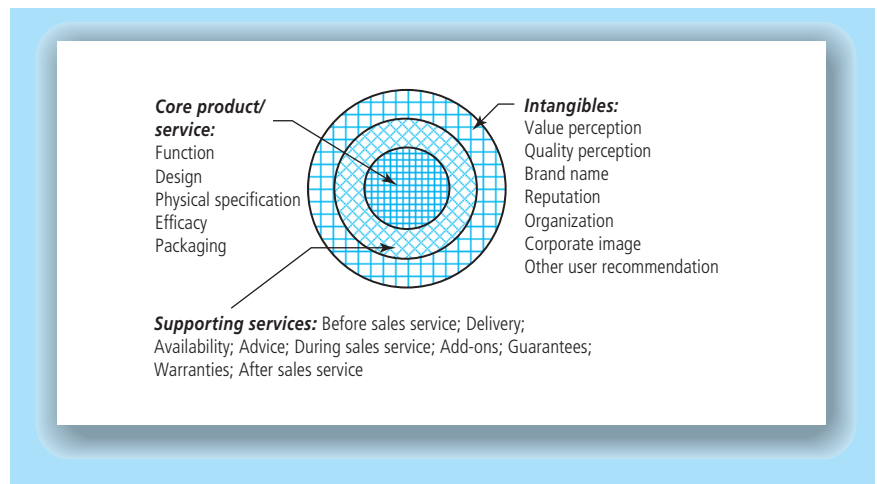 Core product/
service:
Function
Design
Physical specification
Efficacy
Packaging
Intangibles:
Value perception
Quality perception
Brand name
Reputation
Organization
Corporate image
Other user recommendation
Supporting services: Before sales service; Delivery;
Availability; Advice; During sales service; Add-ons; Guarantees;
Warranties; After sales service